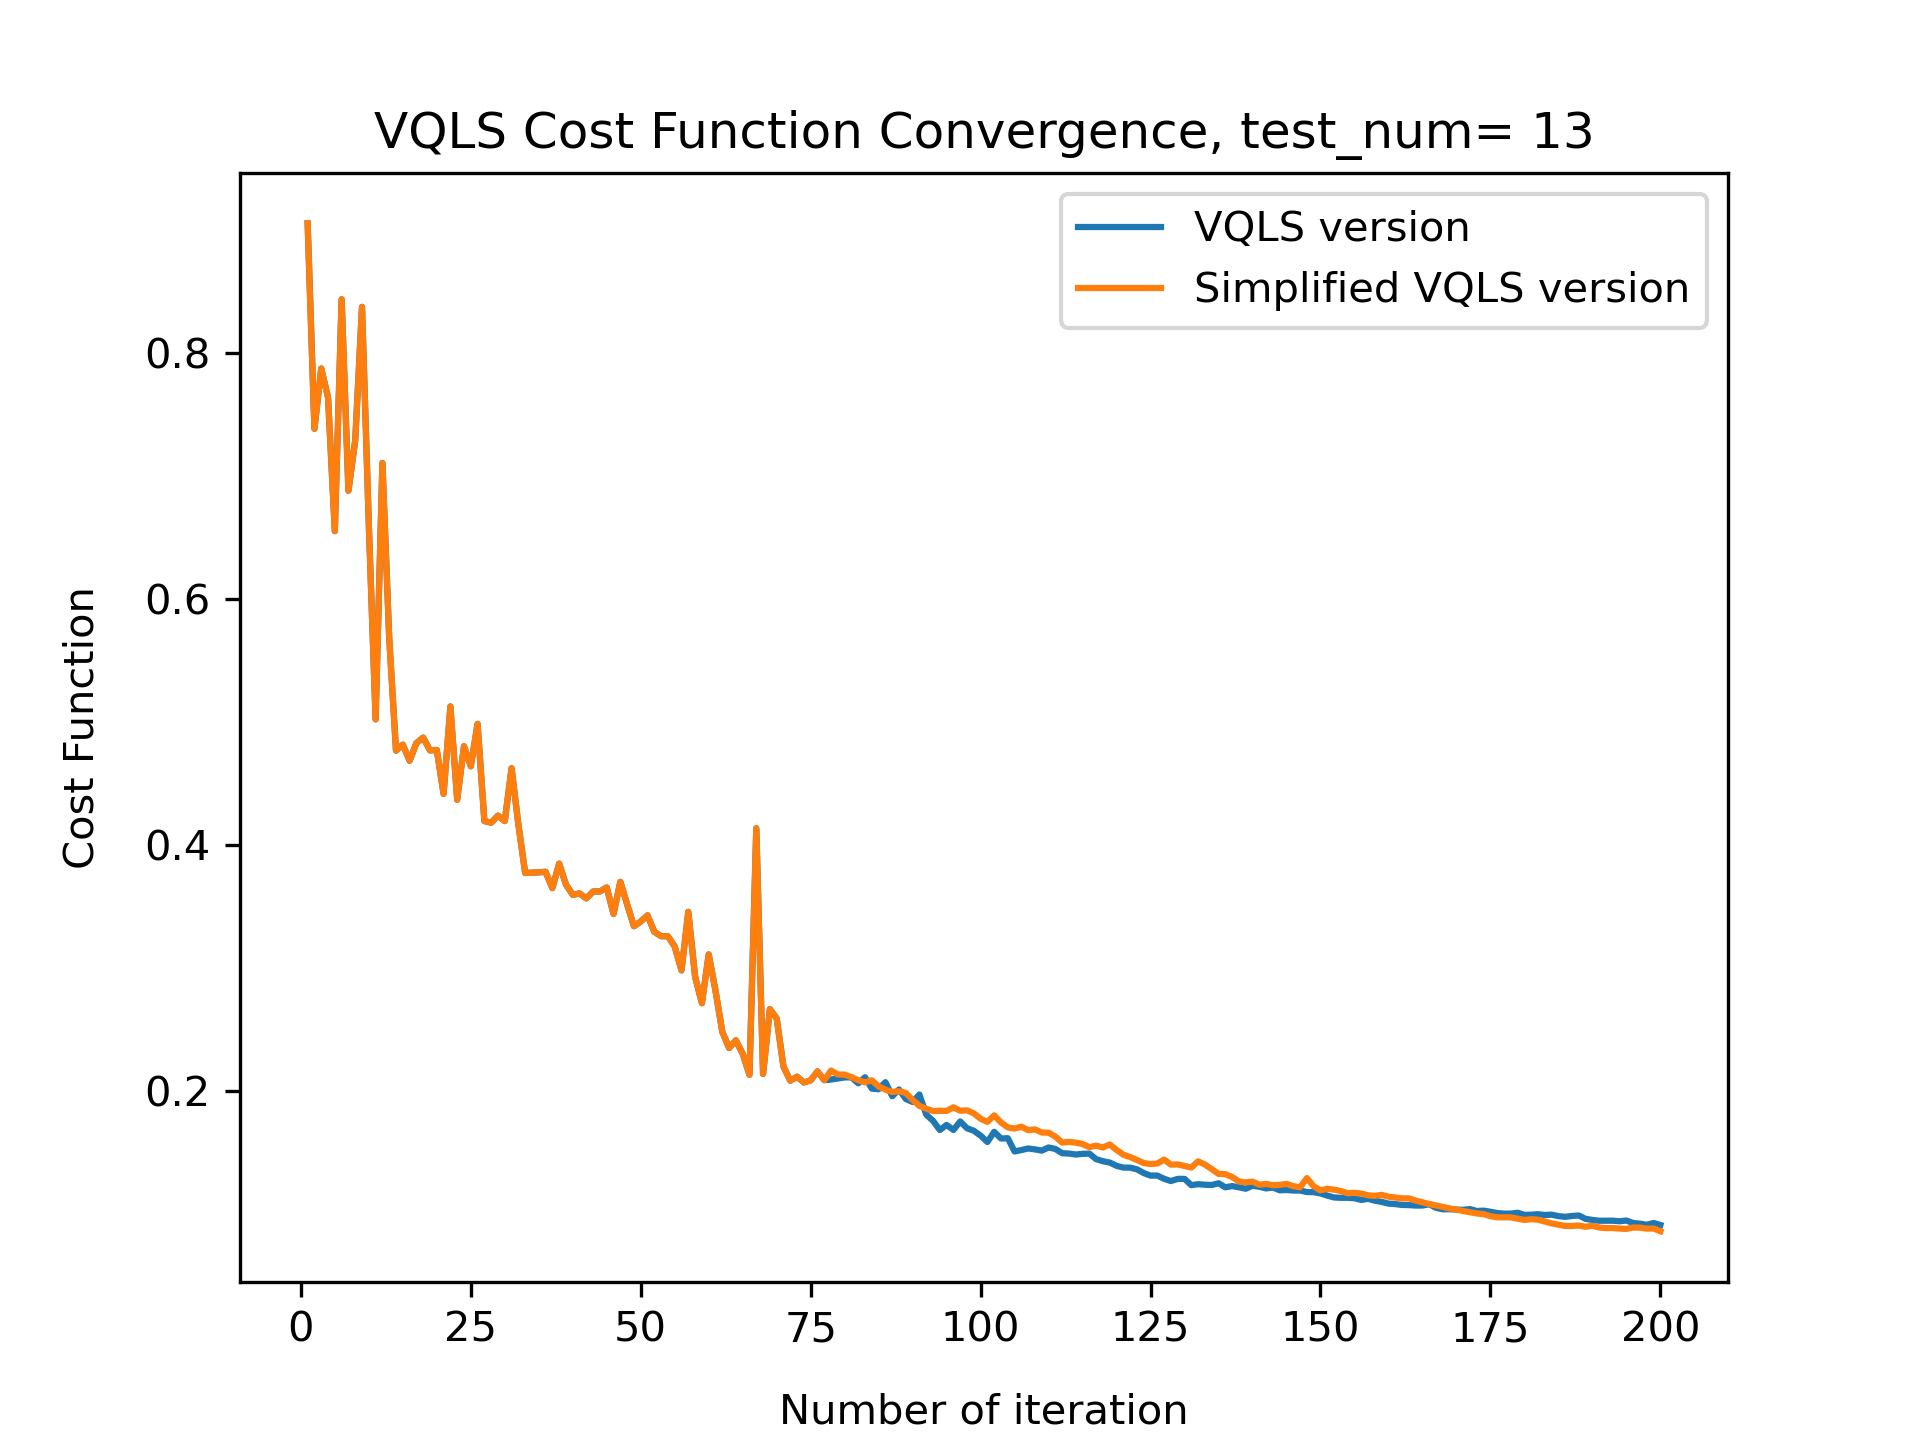 VQLS Cost Function Convergence, test_num= 13
VQLS version
Simplified VQLS version
0.8
0.6
0.4
0.2
Cost Function
0 25 50 75 100 125 150 175 200
Number of iteration